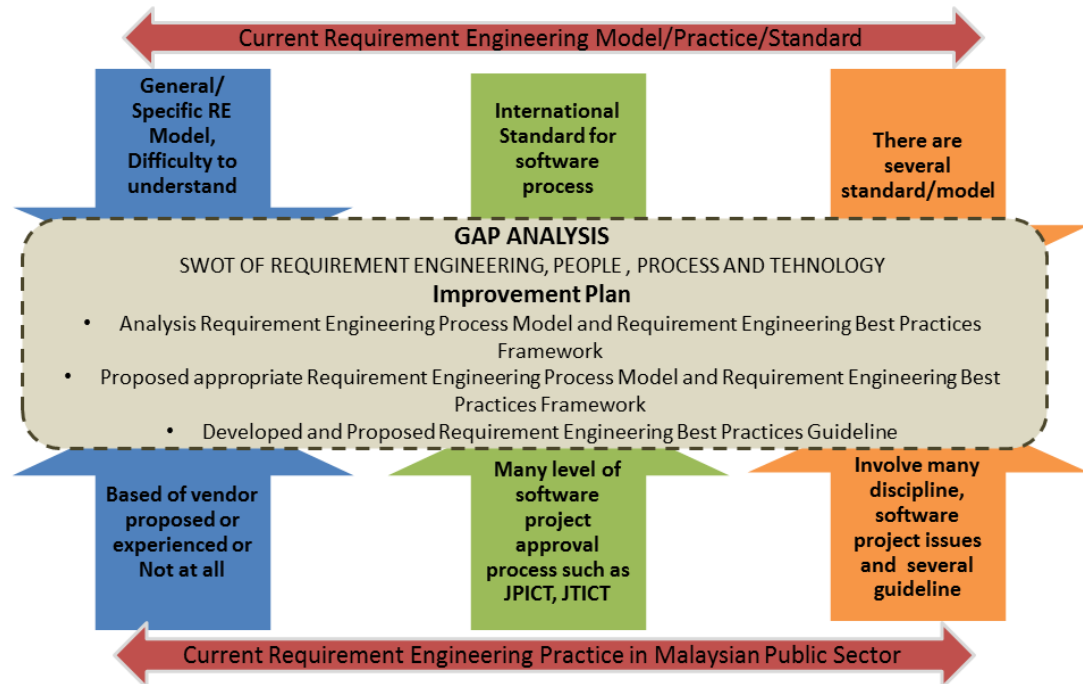 Current Requirement Engineering Model/Practice/Standard
General/
Specific RE
Model,
Difficulty to
understand
International
Standard for
software
process
There are
several
standard/model
GAP ANALYSIS
SWOT OF REQUIREMENT ENGINEERING, PEOPLE , PROCESS AND TEHNOLOGY
Improvement Plan
• Analysis Requirement Engineering Process Model and Requirement Engineering Best Practices
Framework
• Proposed appropriate Requirement Engineering Process Model and Requirement Engineering Best
Practices Framework
• Developed and Proposed Requirement Engineering Best Practices Guideline
Based of vendor
proposed or
experienced or
Not at all
Many level of
software
project
approval
process such as
JPICT, JTICT
Involve many
discipline,
software
project issues
and several
guideline
Current Requirement Engineering Practice in Malaysian Public Sector